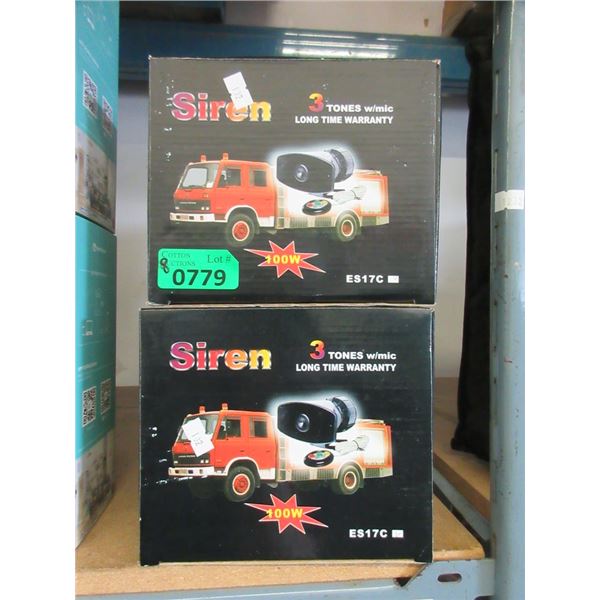 Siren
3 TONES w/mic
LONG TIME WARRANTY
COTTON
AUCTIONS
Lot #
8
0779
100W
ES17C
Siren
3 TONES w/mic
LONG TIME WARRANTY
100W
ES17C